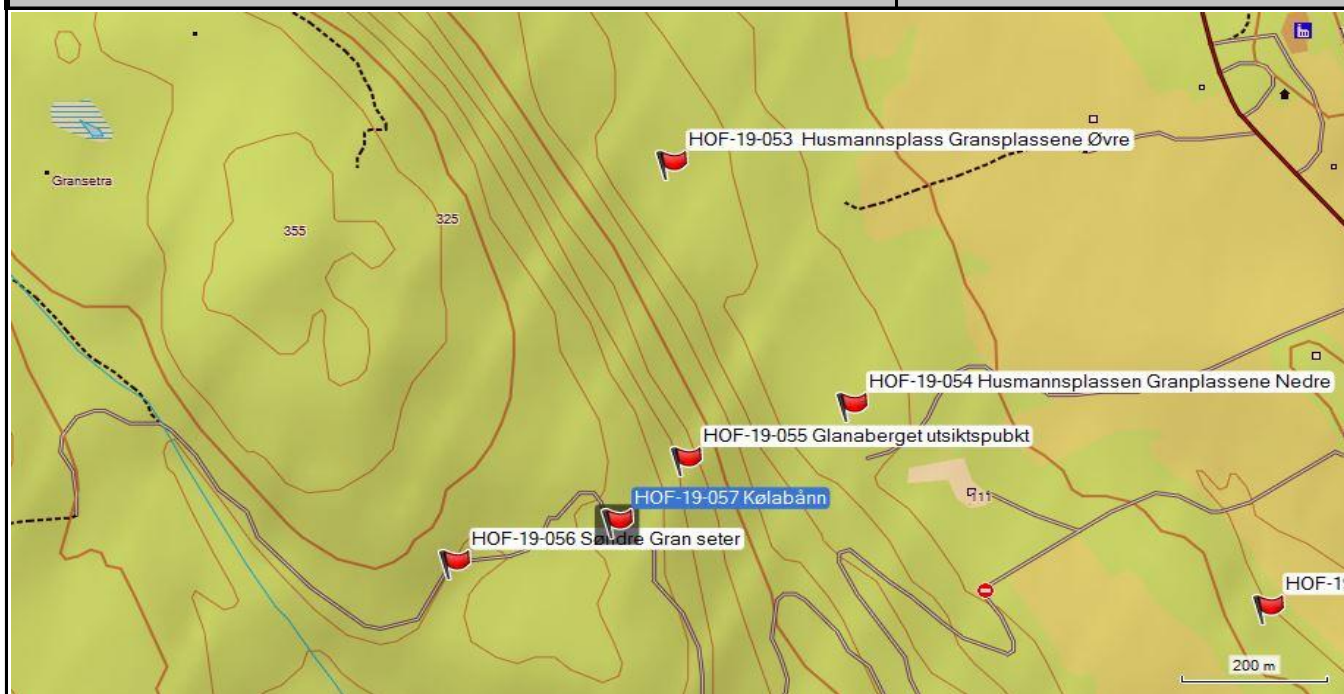 HOF-19-053 Husmannsplass Gransplassene Øvre
Gransetra
325
355
HOF-19-054 Husmannsplassen Granplassene Nedre
HOF-19-055 Glanaberget utsiktspubkt
HOF-19-057 Kølabånn
111
HOF-19-056 Søndre Gran seter
HOF-19
200 m